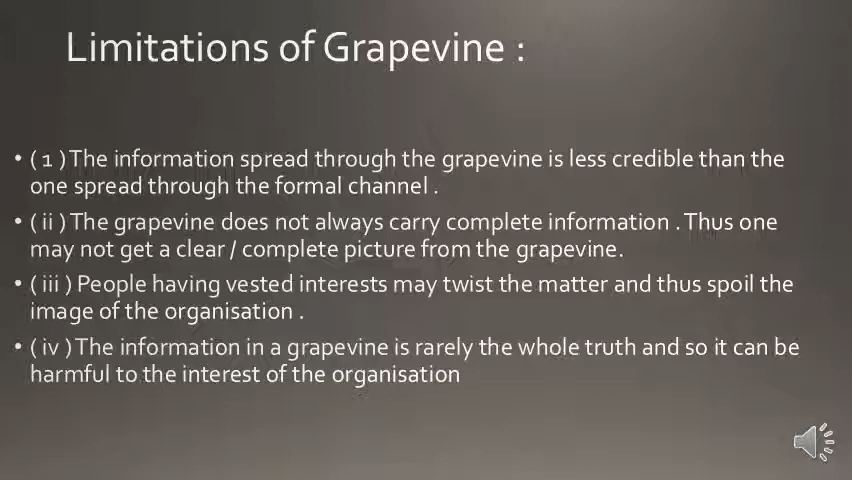 Limitations of Grapevine :
• ( 1 ) The information spread through the grapevine is less credible than the
one spread through the formal channel .
• ( ii ) The grapevine does not always carry complete information . Thus one
may not get a clear / complete picture from the grapevine.
• ( iii ) People having vested interests may twist the matter and thus spoil the
image of the organisation .
• ( iv ) The information in a grapevine is rarely the whole truth and so it can be
harmful to the interest of the organisation